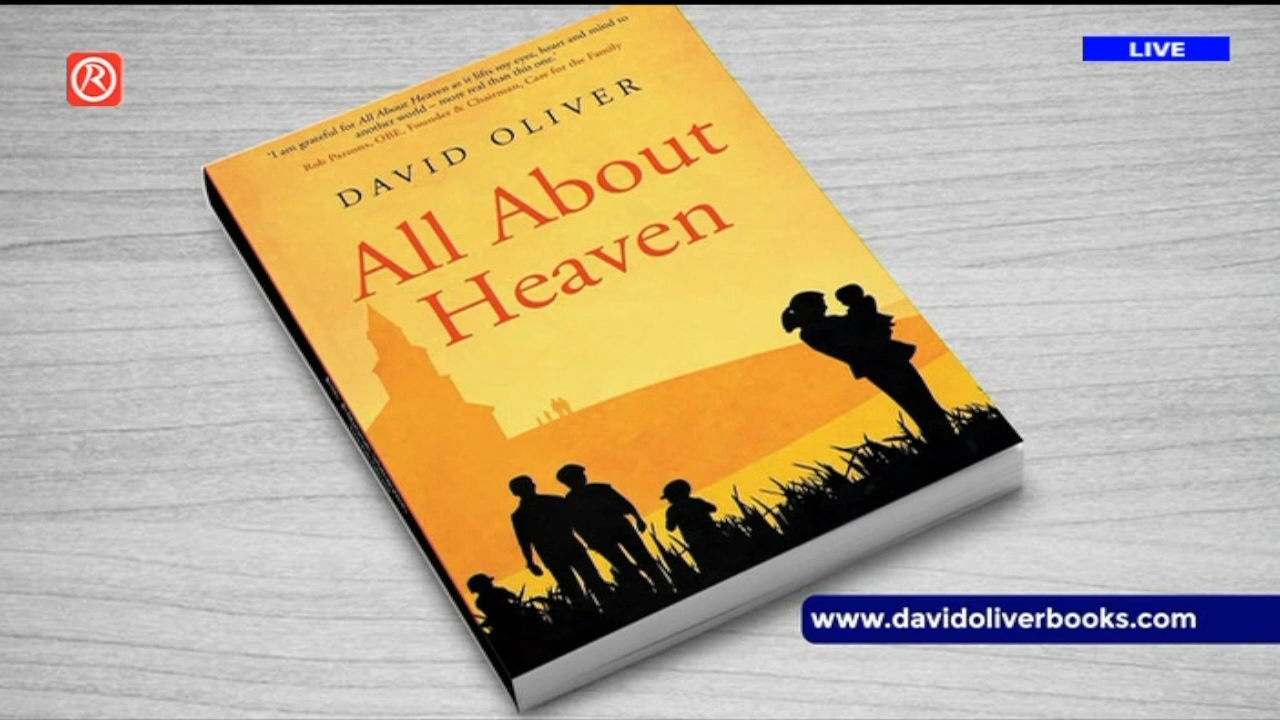 R
LIVE
'I am grateful for All About Heaven as it lifts my eyes, heart and mind to
another world – more real than this one.'
Rob Parsons, OBE, Founder & Chairman, Care for the Family
DAVID OLIVER
All About
Heaven
www.davidoliverbooks.com